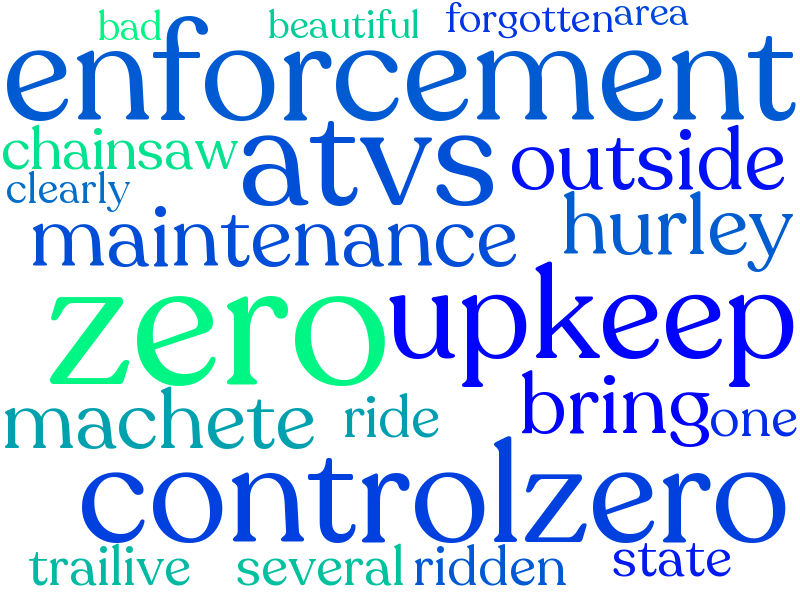 bad beautiful forgotten area
enforcement
chainsaw atvs outside
clearly
maintenance hurley
zero upkeep
machete ride bring one
controlzero
trailive several ridden state